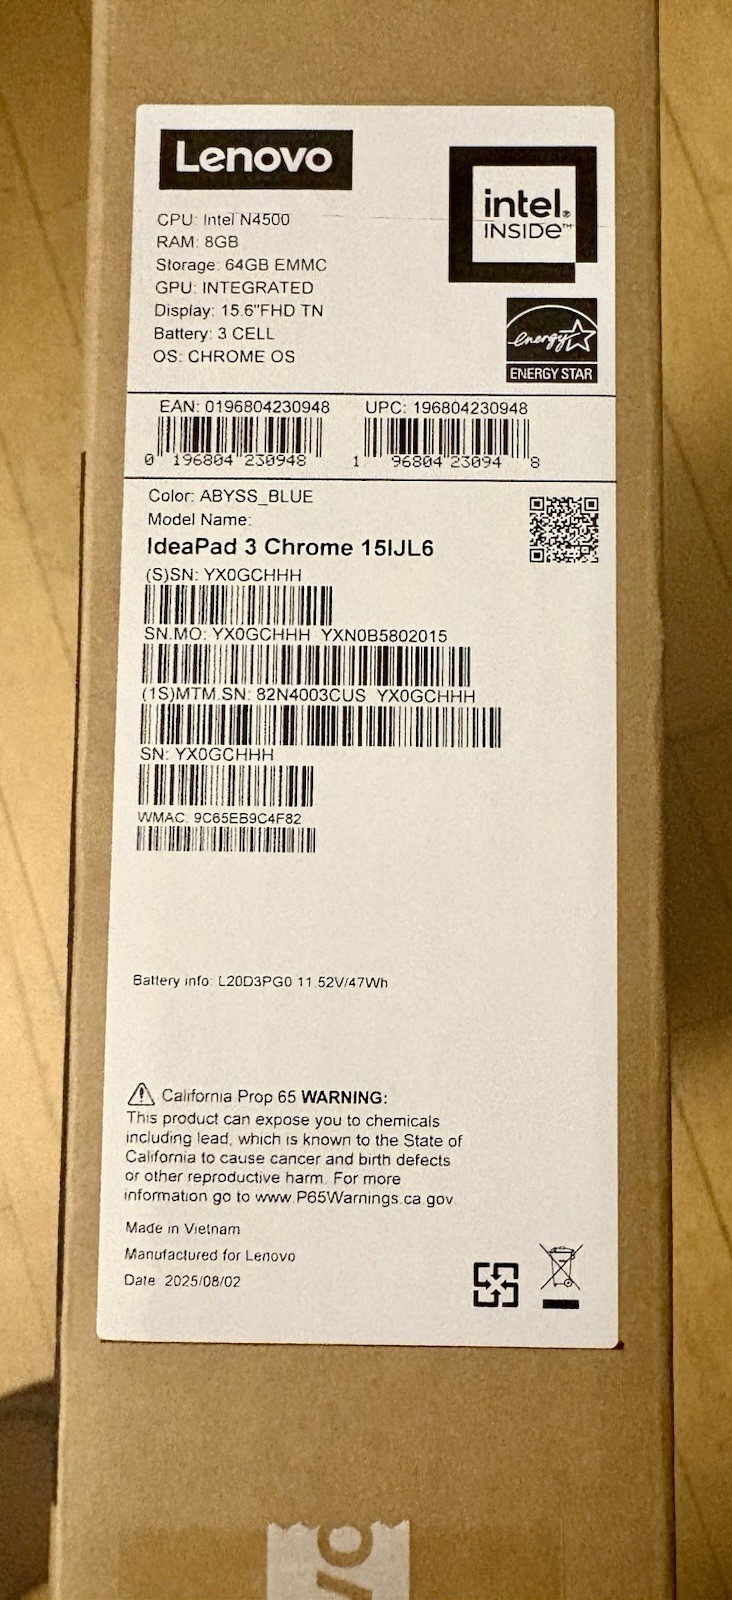 Lenovo
intel.
INSIDE™
CPU: Intel N4500
RAM: 8GB
Storage: 64GB EMMC
GPU: INTEGRATED
Display: 15.6"FHD TN
Battery: 3 CELL
OS: CHROME OS
energy
ENERGY STAR
EAN: 0196804230948 UPC: 196804230948
0 196804 230948 1 96804 23094 8
Color: ABYSS_BLUE
Model Name:
IdeaPad 3 Chrome 15IJL6
(S)SN: YX0GCHHH
SN.MO: YX0GCHHH YXN0B5802015
(1S)MTM.SN: 82N4003CUS YX0GCHHH
SN: YX0GCHHH
WMAC: 9C65EB9C4F82
Battery info: L20D3PG0 11.52V/47Wh
California Prop 65 WARNING:
This product can expose you to chemicals
including lead, which is known to the State of
California to cause cancer and birth defects
or other reproductive harm. For more
information go to www.P65Warnings.ca.gov.
Made in Vietnam
Manufactured for Lenovo
Date: 2025/08/02